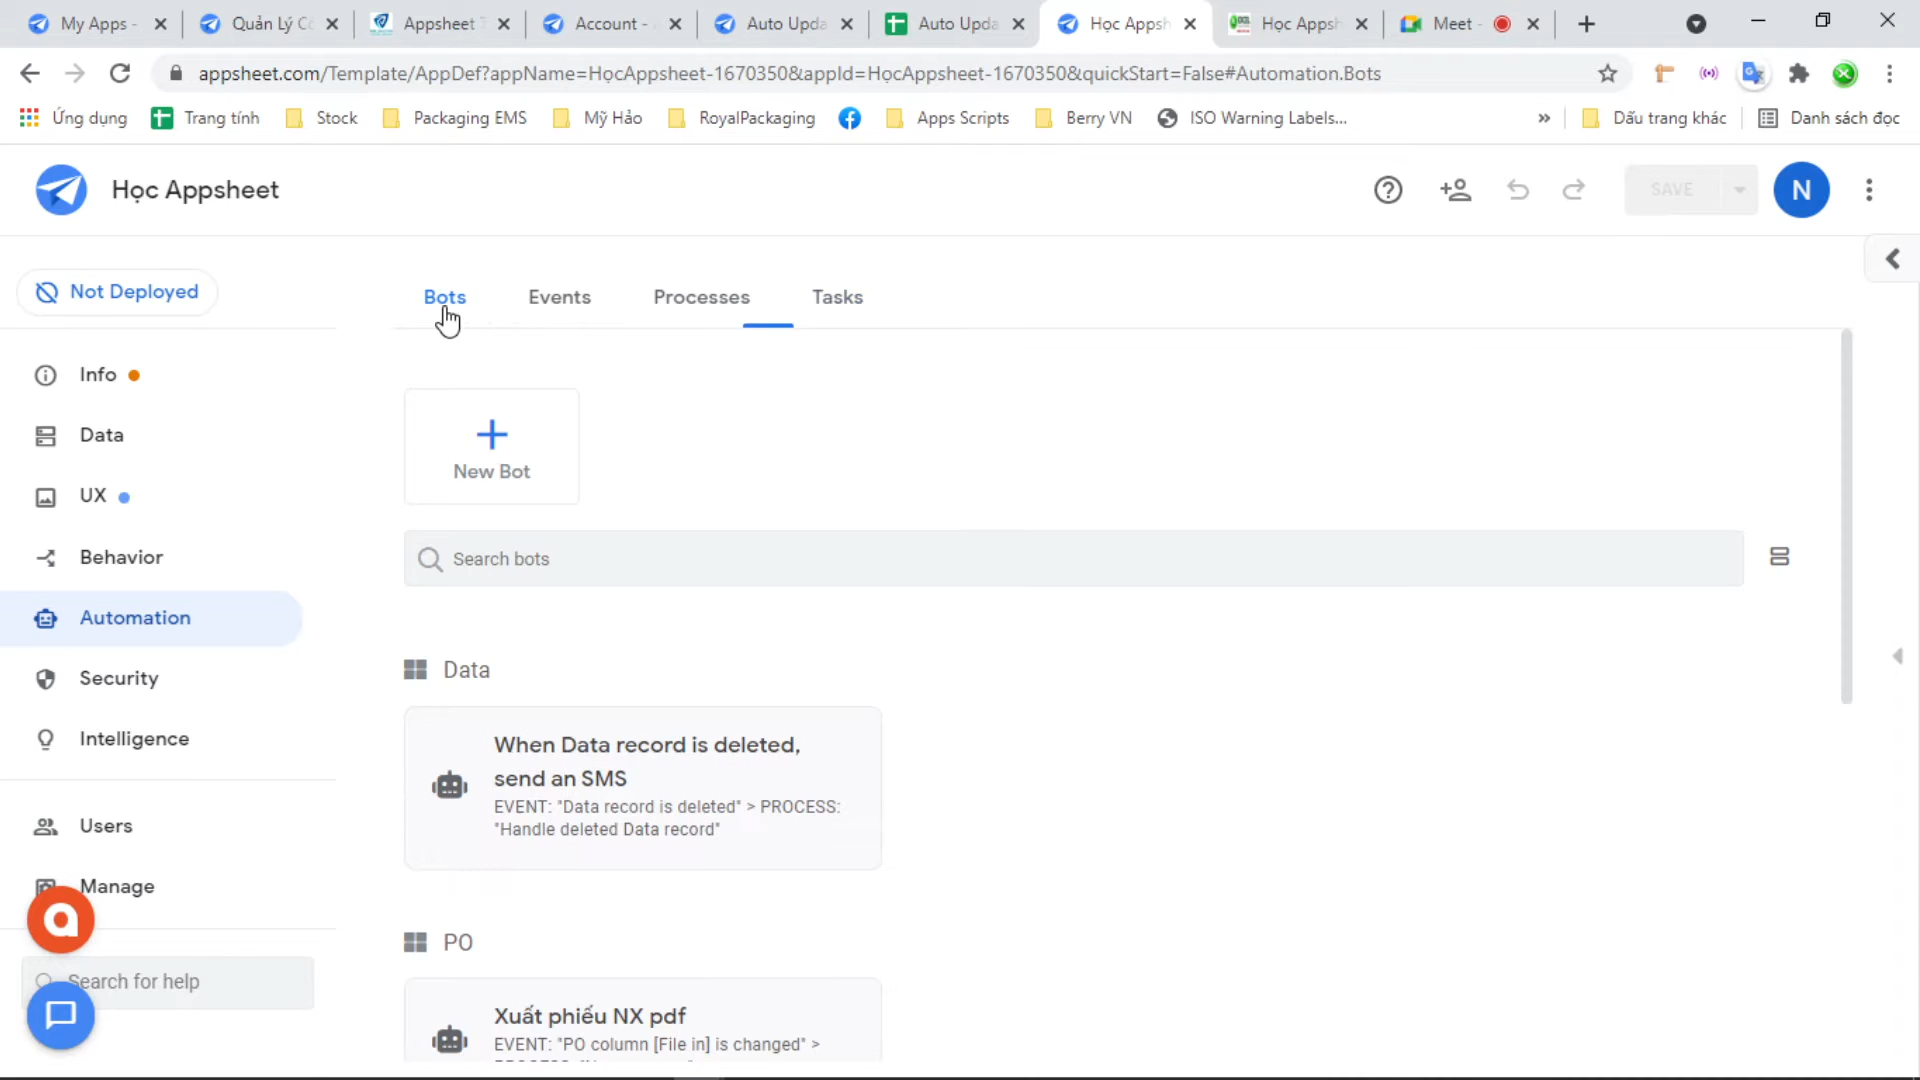 My Apps -
Quản Lý Cô
Appsheet T
Account -
Auto Upda
Auto Upda
Học Appsh
Học Appsh
Meet -
appsheet.com/Template/AppDef?appName=HọcAppsheet-1670350&appId=HọcAppsheet-1670350&quickStart=False#Automation.Bots
Ứng dụng
Trang tính
Stock
Packaging EMS
Mỹ Hảo
RoyalPackaging
Apps Scripts
Berry VN
ISO Warning Labels...
»
Dấu trang khác
Danh sách đọc
Học Appsheet
SAVE
N
Not Deployed
Bots
Events
Processes
Tasks
Info
Data
UX
Behavior
Automation
Security
Intelligence
Users
Manage
Search for help
New Bot
Search bots
Data
When Data record is deleted,
send an SMS
EVENT: "Data record is deleted" > PROCESS:
"Handle deleted Data record"
PO
Xuất phiếu NX pdf
EVENT: "PO column [File in] is changed" >